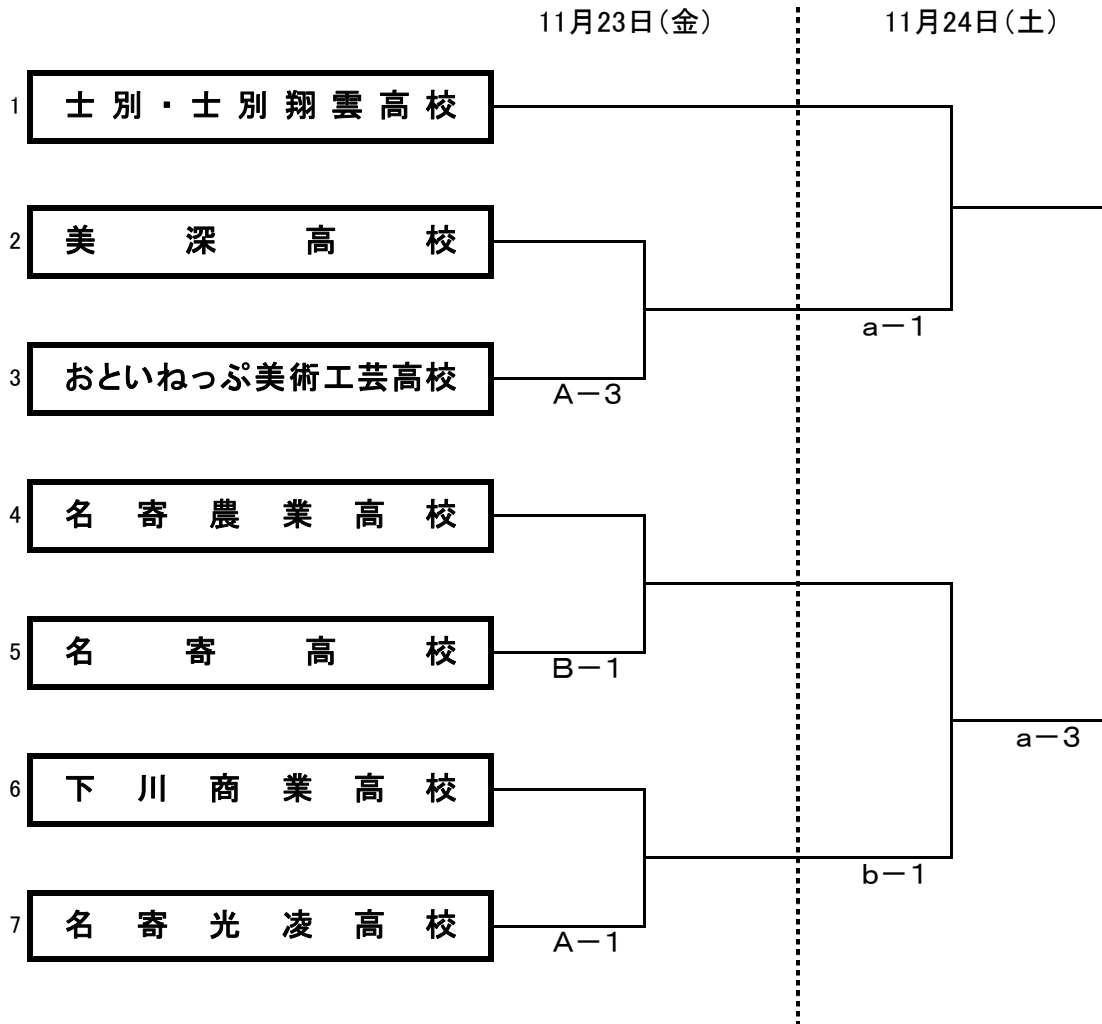 11月23日(金)
11月24日(土)
1 士別・士別翔雲高校
2 美深高校
a－1
3 おといねっぷ美術工芸高校
A－3
4 名寄農業高校
5 名寄高校
B－1
a－3
6 下川商業高校
b－1
7 名寄光凌高校
A－1